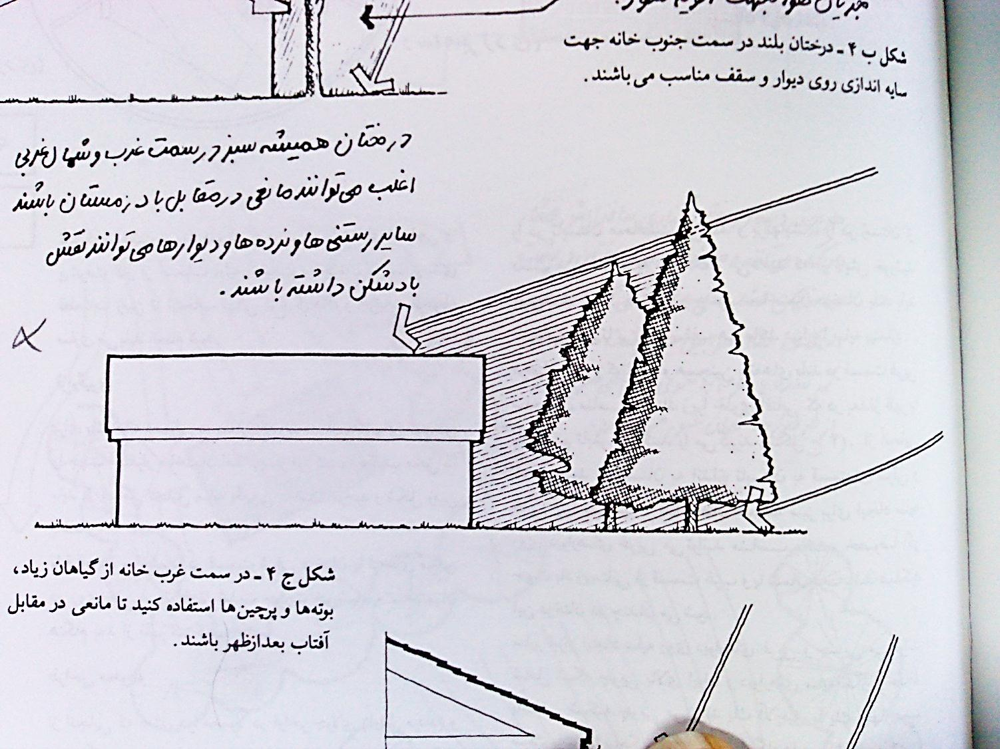 شکل ب ۴ ـ درختان بلند در سمت جنوب خانه جهت
سایه اندازی روی دیوار و سقف مناسب می باشند.
درختان همیشه سبز در سمت غرب و شمال غربی
اغلب می توانند مانعی در مقابل باد زمستان باشند
سایر رستنی ها و نرده ها و دیوارها می توانند نقش
باد شکن داشته باشند.
شکل ج ۴ ـ در سمت غرب خانه از گیاهان زیاد،
بوته‌ها و پرچین‌ها استفاده کنید تا مانعی در مقابل
آفتاب بعدازظهر باشند.